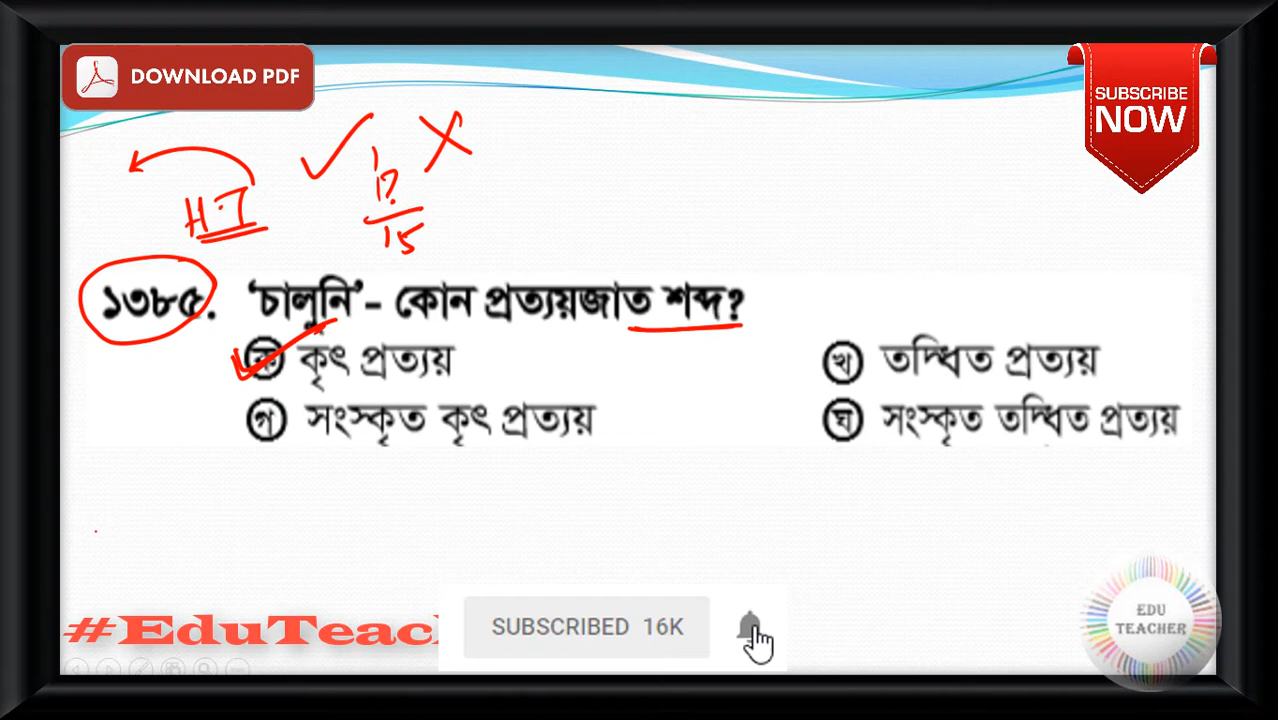 DOWNLOAD PDF
SUBSCRIBE
NOW
H.T
17
15
১৩৮৫. ‘চালুনি’- কোন প্রত্যয়জাত শব্দ?
ক কৃৎ প্রত্যয়
খ তদ্ধিত প্রত্যয়
গ সংস্কৃত কৃৎ প্রত্যয়
ঘ সংস্কৃত তদ্ধিত প্রত্যয়
#EduTeac
SUBSCRIBED 16K
EDU
TEACHER